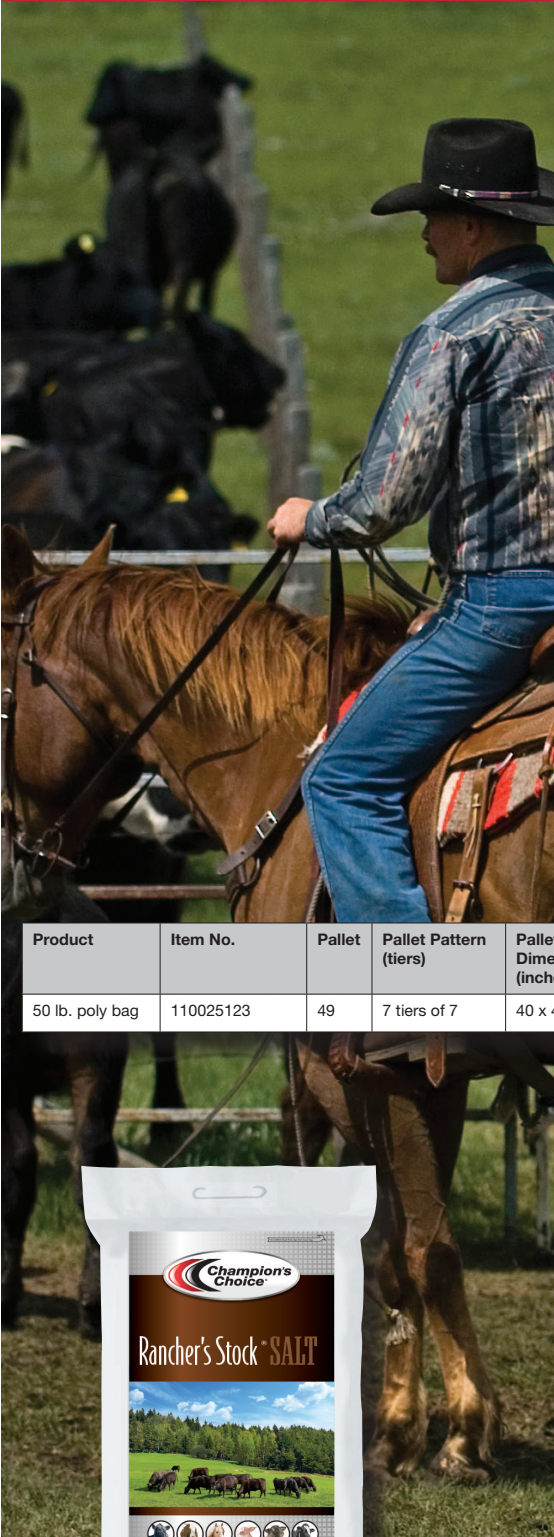 Product Item No. Pallet Pallet Pattern
(tiers)
50 lb. poly bag 110025123 49 7 tiers of 7 40 x
Champion's
Choice®
Rancher's Stock® SALT